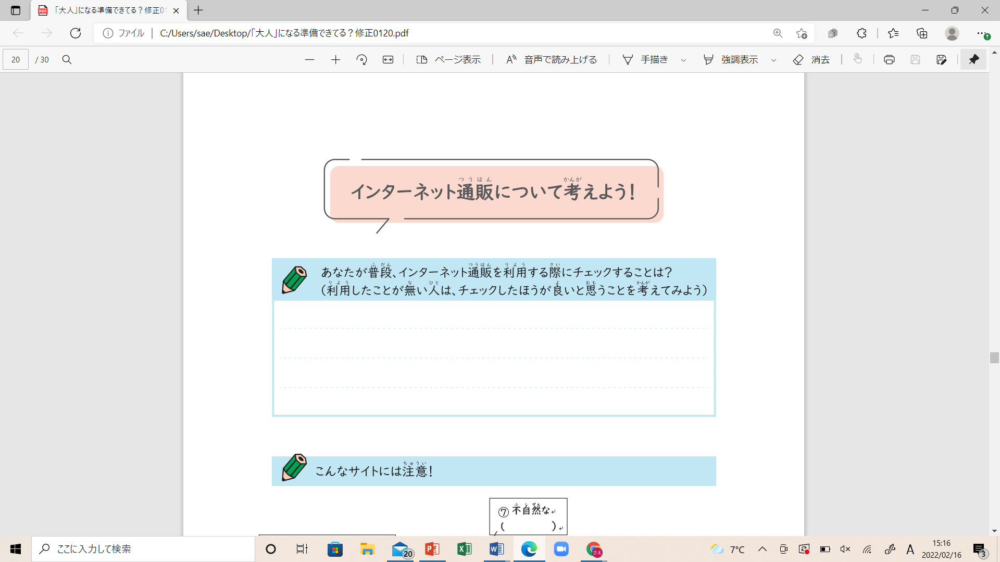 「大人」になる準備できてる？修正01
ファイル
C:/Users/sae/Desktop/「大人」になる準備できてる？修正0120.pdf
20 / 30
ページ表示
音声で読み上げる
手描き
強調表示
消去
つうはん かんが
インターネット通販について考えよう！
ふだん つうはん りよう さい
あなたが普段、インターネット通販を利用する際にチェックすることは？
りよう な ひと よ おも かんが
（利用したことが無い人は、チェックしたほうが良いと思うことを考えてみよう）
ちゅうい
こんなサイトには注意！
ふしぜん
⑦ 不自然な↵
（　　　　）↵
ここに入力して検索
20
さえ
7°C
A
15:16
2022/02/16
3